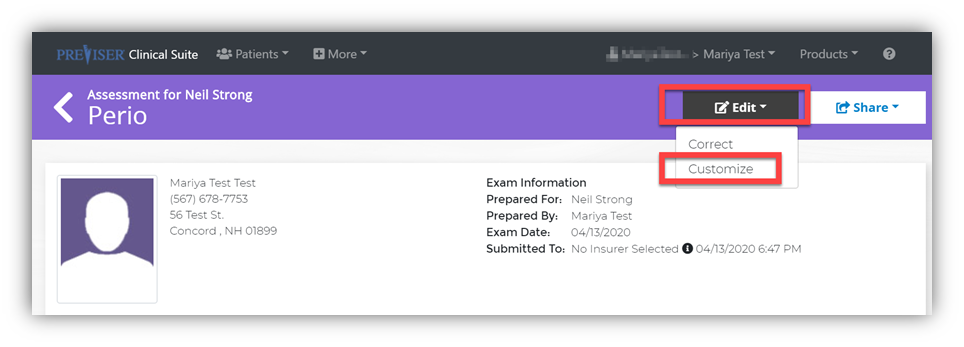 PREVISER Clinical Suite Patients More > Mariya Test Products ?
Assessment for Neil Strong
Perio
Edit
Share
Correct
Customize
Mariya Test Test
(567) 678-7753
56 Test St.
Concord , NH 01899
Exam Information
Prepared For: Neil Strong
Prepared By: Mariya Test
Exam Date: 04/13/2020
Submitted To: No Insurer Selected i 04/13/2020 6:47 PM